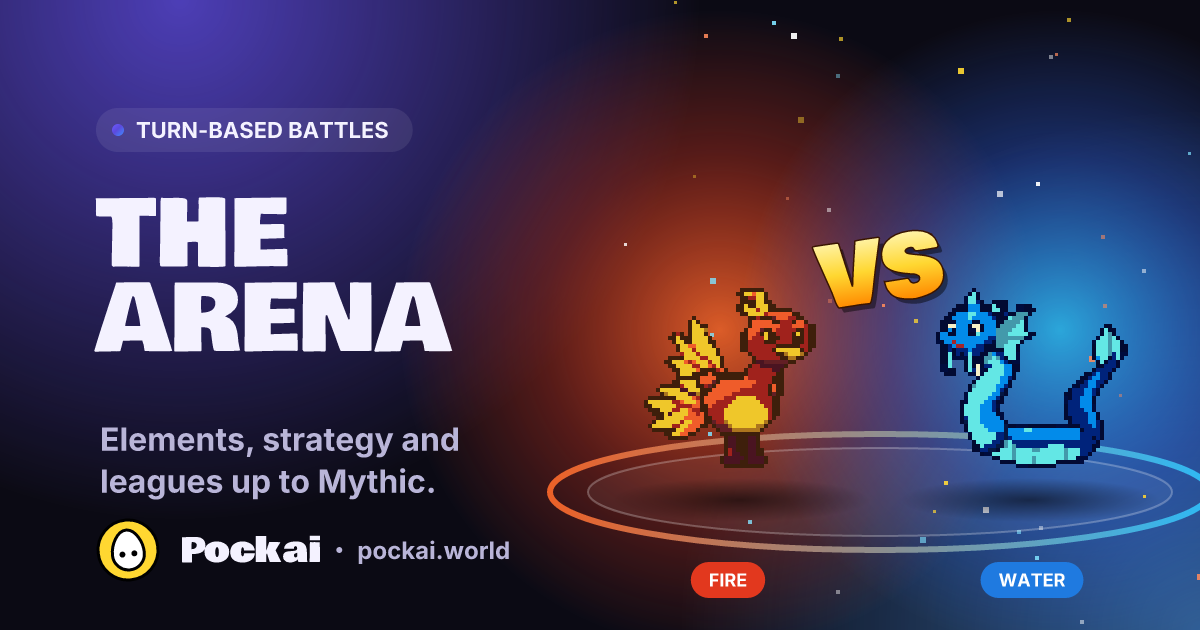 TURN-BASED BATTLES
THE
ARENA
VS
Elements, strategy and
leagues up to Mythic.
Pockai • pockai.world
FIRE
WATER